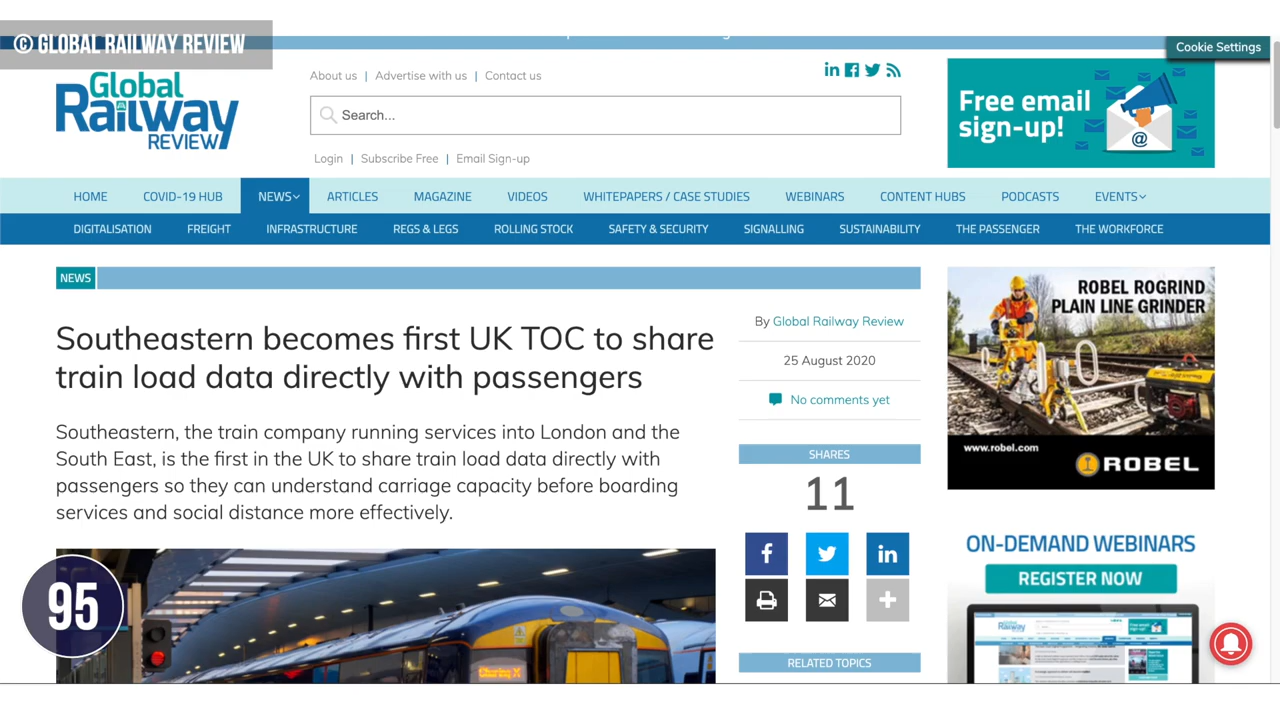 © GLOBAL RAILWAY REVIEW
Cookie Settings
Global
Railway
REVIEW
About us | Advertise with us | Contact us
Search...
Login | Subscribe Free | Email Sign-up
Free email
sign-up!
@
HOME COVID-19 HUB NEWS ARTICLES MAGAZINE VIDEOS WHITEPAPERS / CASE STUDIES WEBINARS CONTENT HUBS PODCASTS EVENTS
DIGITALISATION FREIGHT INFRASTRUCTURE REGS & LEGS ROLLING STOCK SAFETY & SECURITY SIGNALLING SUSTAINABILITY THE PASSENGER THE WORKFORCE
NEWS
Southeastern becomes first UK TOC to share
train load data directly with passengers
Southeastern, the train company running services into London and the
South East, is the first in the UK to share train load data directly with
passengers so they can understand carriage capacity before boarding
services and social distance more effectively.
95
Charing X
By Global Railway Review
25 August 2020
No comments yet
SHARES
11
RELATED TOPICS
ROBEL ROGRIND
PLAIN LINE GRINDER
www.robel.com
ROBEL
ON-DEMAND WEBINARS
REGISTER NOW